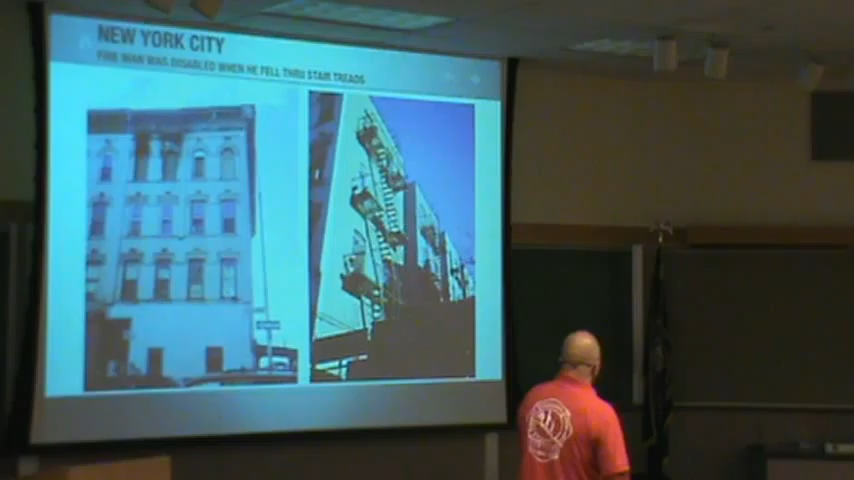 NEW YORK CITY
FIRE MAN WAS DISABLED WHEN HE FELL THRU STAIR TREADS